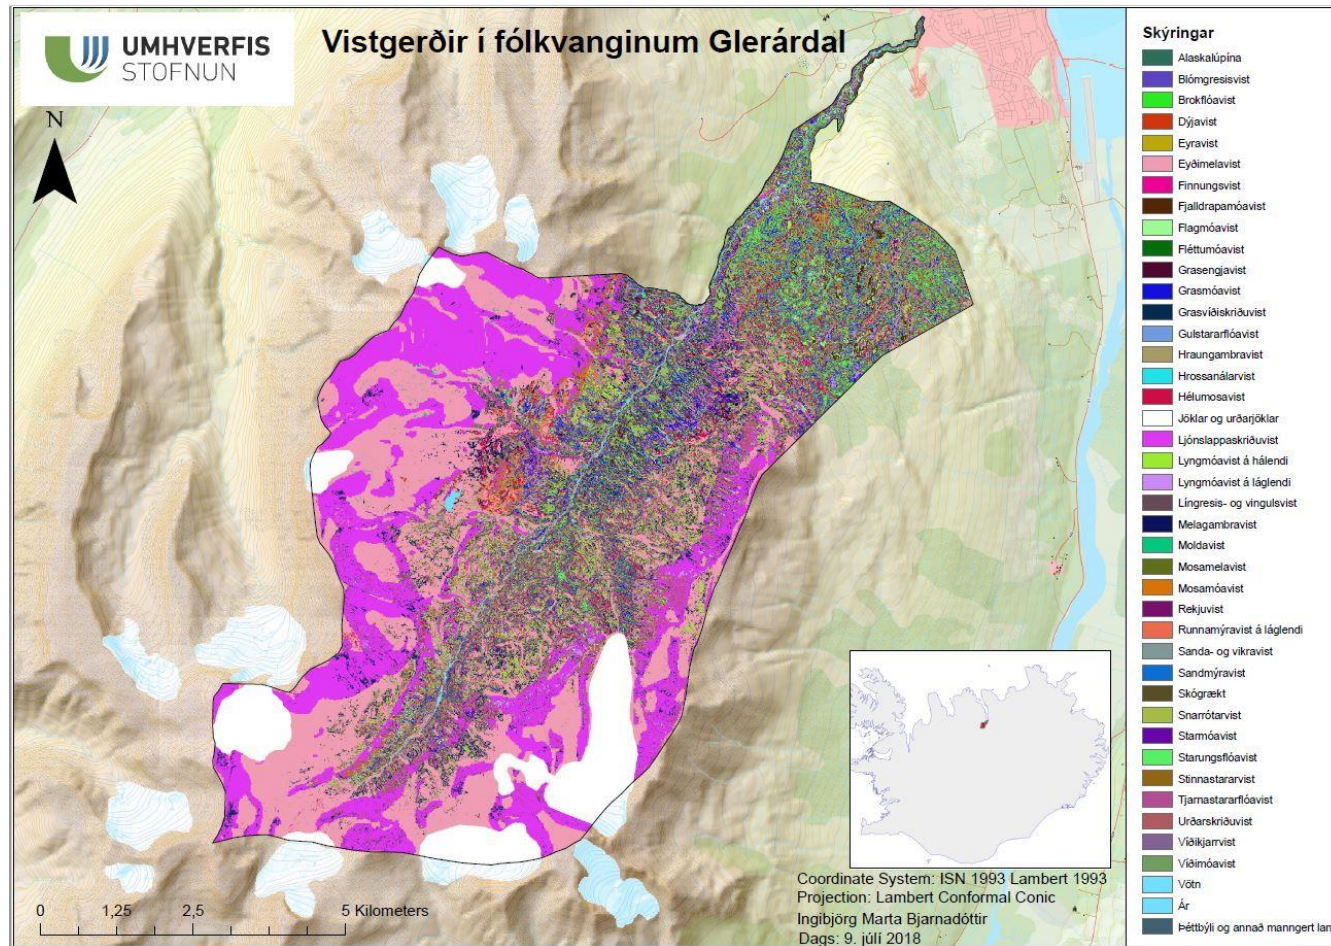 UMHVERFIS
STOFNUN
Vistgerðir í fólkvanginum Glerárdal
N
Skýringar
Alaskalúpína
Blómgresisvist
Brokflóavist
Dýjavist
Eyravist
Eyðimelavist
Finnungsvist
Fjalldrapamóavist
Flagmóavist
Fléttumóavist
Grasengjavist
Grasmóavist
Grasvíðiskriðuvist
Gulstararflóavist
Hraungambravist
Hrossanálarvist
Hélumosavist
Jöklar og urðarjöklar
Ljónslappaskriðuvist
Lyngmóavist á hálendi
Lyngmóavist á láglendi
Língresis- og vingulsvist
Melagambravist
Moldavist
Mosamelavist
Mosamóavist
Rekjuvist
Runnamýravist á láglendi
Sanda- og vikravist
Sandmýravist
Skógrækt
Snarrótarvist
Starmóavist
Starungsflóavist
Stinnastararvist
Tjarnastararflóavist
Urðarskriðuvist
Víðikjarrvist
Víðimóavist
Vötn
Ár
Þéttbýli og annað manngert lan
0 1,25 2,5 5 Kilometers
Coordinate System: ISN 1993 Lambert 1993
Projection: Lambert Conformal Conic
Ingibjörg Marta Bjarnadóttir
Dags: 9. júlí 2018